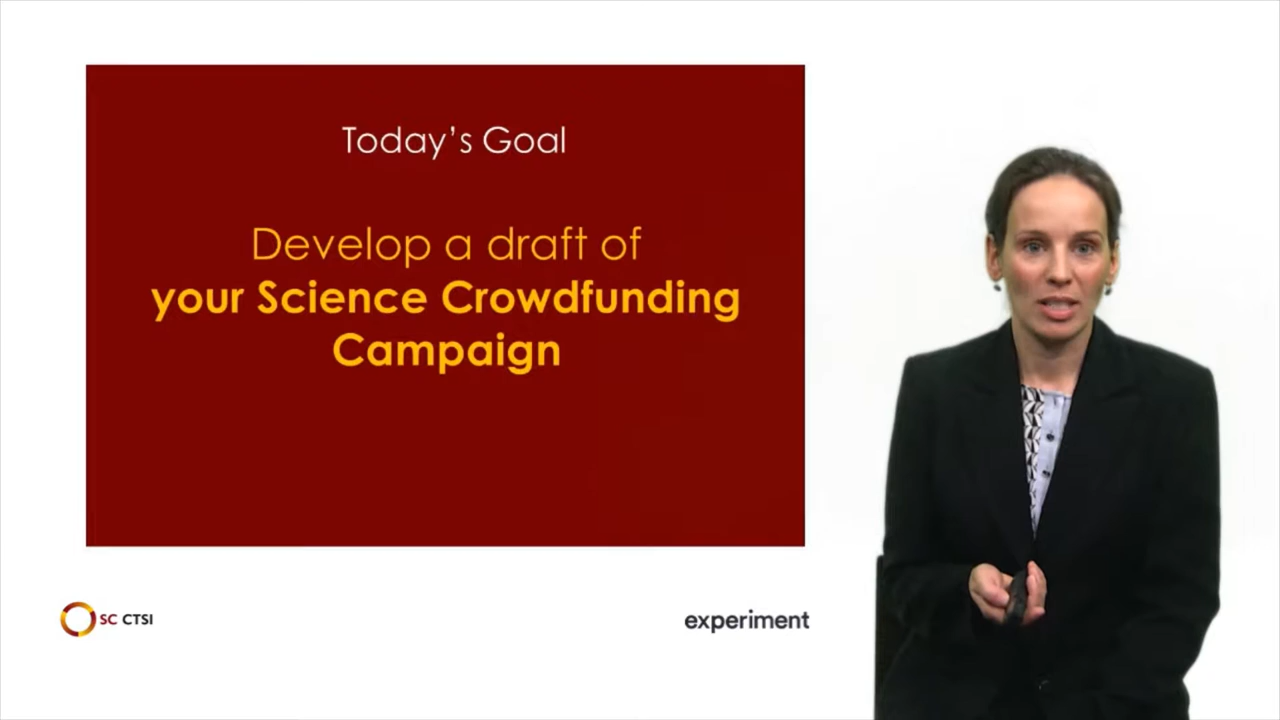 Today's Goal
Develop a draft of
your Science Crowdfunding
Campaign
SC CTSI
experiment